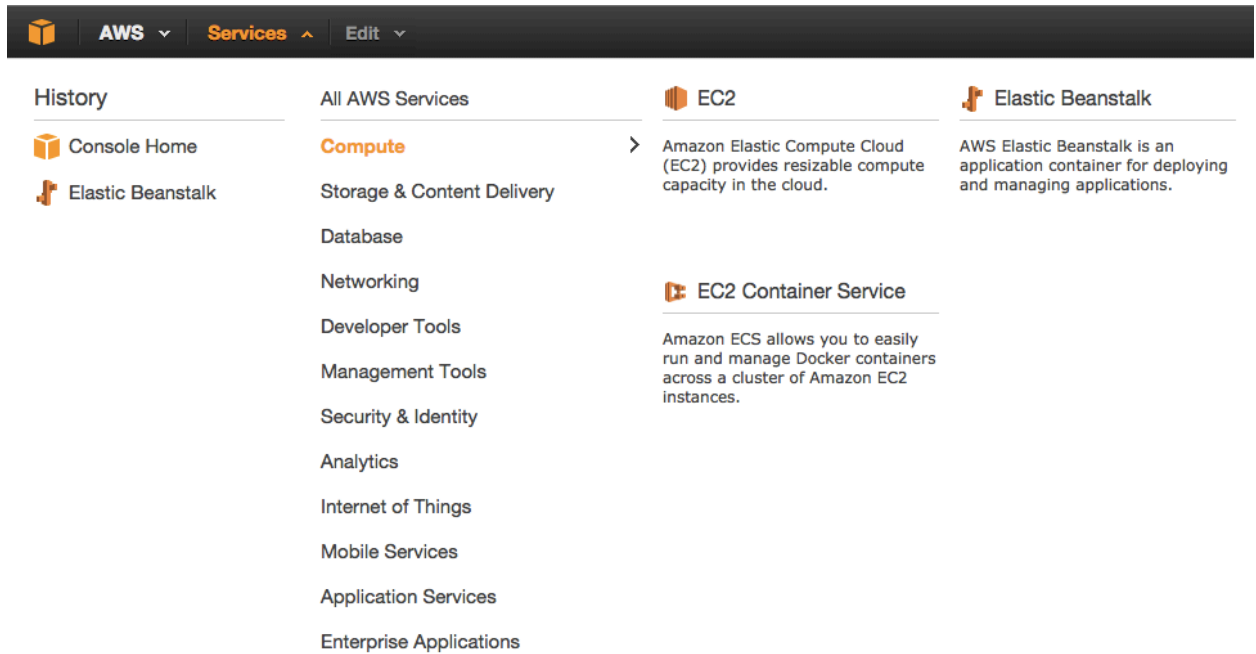 AWS
Services
Edit
History
Console Home
Elastic Beanstalk
All AWS Services
Compute
Storage & Content Delivery
Database
Networking
Developer Tools
Management Tools
Security & Identity
Analytics
Internet of Things
Mobile Services
Application Services
Enterprise Applications
EC2
Amazon Elastic Compute Cloud
(EC2) provides resizable compute
capacity in the cloud.
EC2 Container Service
Amazon ECS allows you to easily
run and manage Docker containers
across a cluster of Amazon EC2
instances.
Elastic Beanstalk
AWS Elastic Beanstalk is an
application container for deploying
and managing applications.